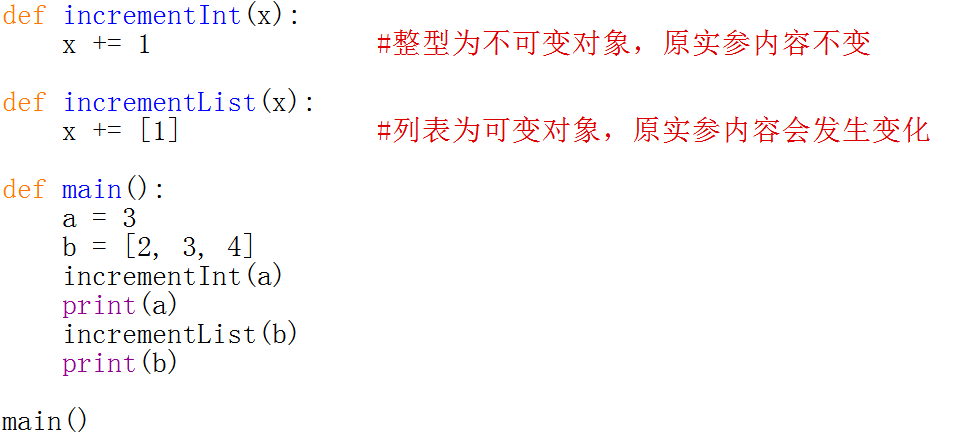 def incrementInt(x):
    x += 1               #整型为不可变对象，原实参内容不变
def incrementList(x):
    x += [1]             #列表为可变对象，原实参内容会发生变化
def main():
    a = 3
    b = [2, 3, 4]
    incrementInt(a)
    print(a)
    incrementList(b)
    print(b)
main()